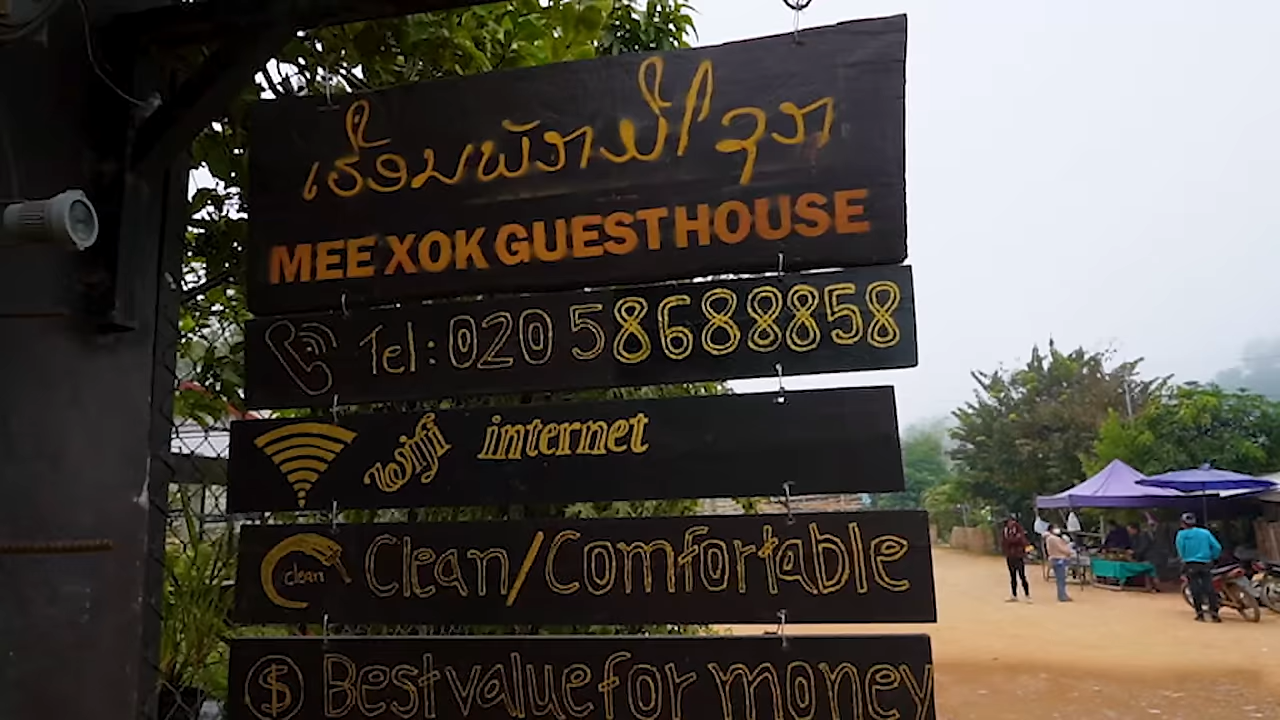 ເຮືອນພັກມີໂຊກ
MEE XOK GUESTHOUSE
Tel: 020 58688858
wifi internet
clean Clean/Comfortable
$ Best value for money